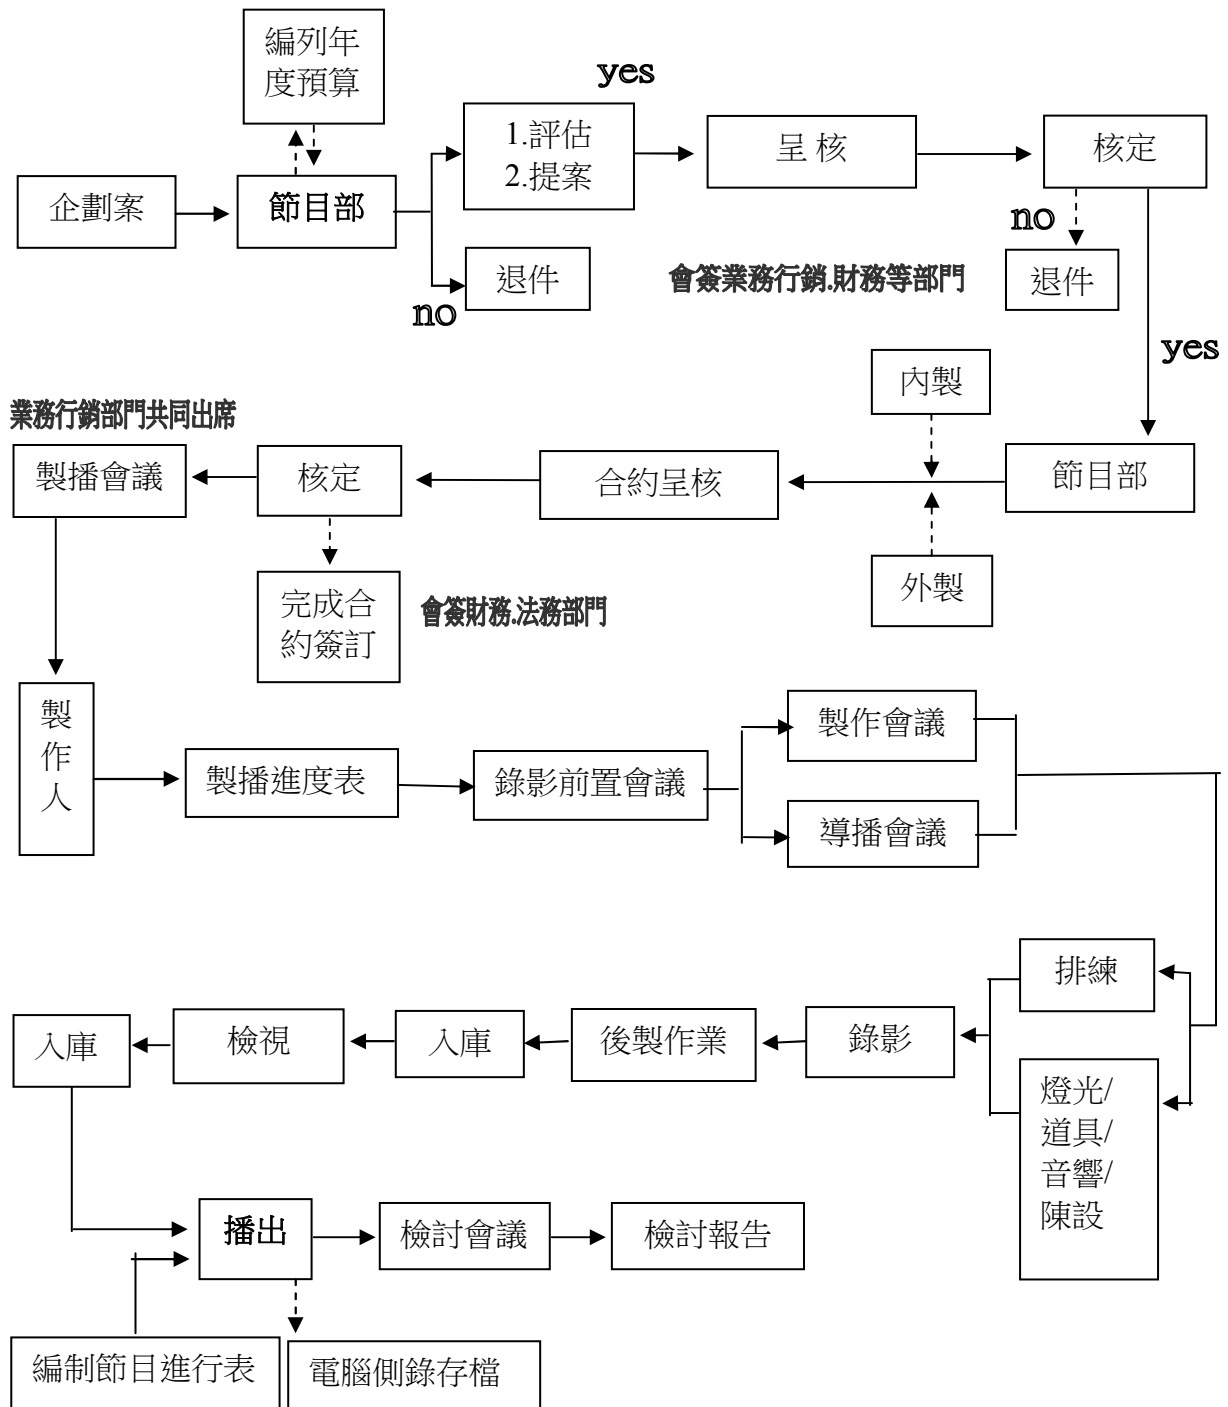 編列年
度預算
yes
1.評估
2.提案
呈 核
核定
企劃案
節目部
no
退件
no
會簽業務行銷.財務等部門
退件
yes
內製
業務行銷部門共同出席
製播會議
核定
合約呈核
節目部
完成合
約簽訂
會簽財務.法務部門
外製
製
作
人
製播進度表
錄影前置會議
製作會議
導播會議
排練
入庫
檢視
入庫
後製作業
錄影
燈光/
道具/
音響/
陳設
播出
檢討會議
檢討報告
編制節目進行表
電腦側錄存檔